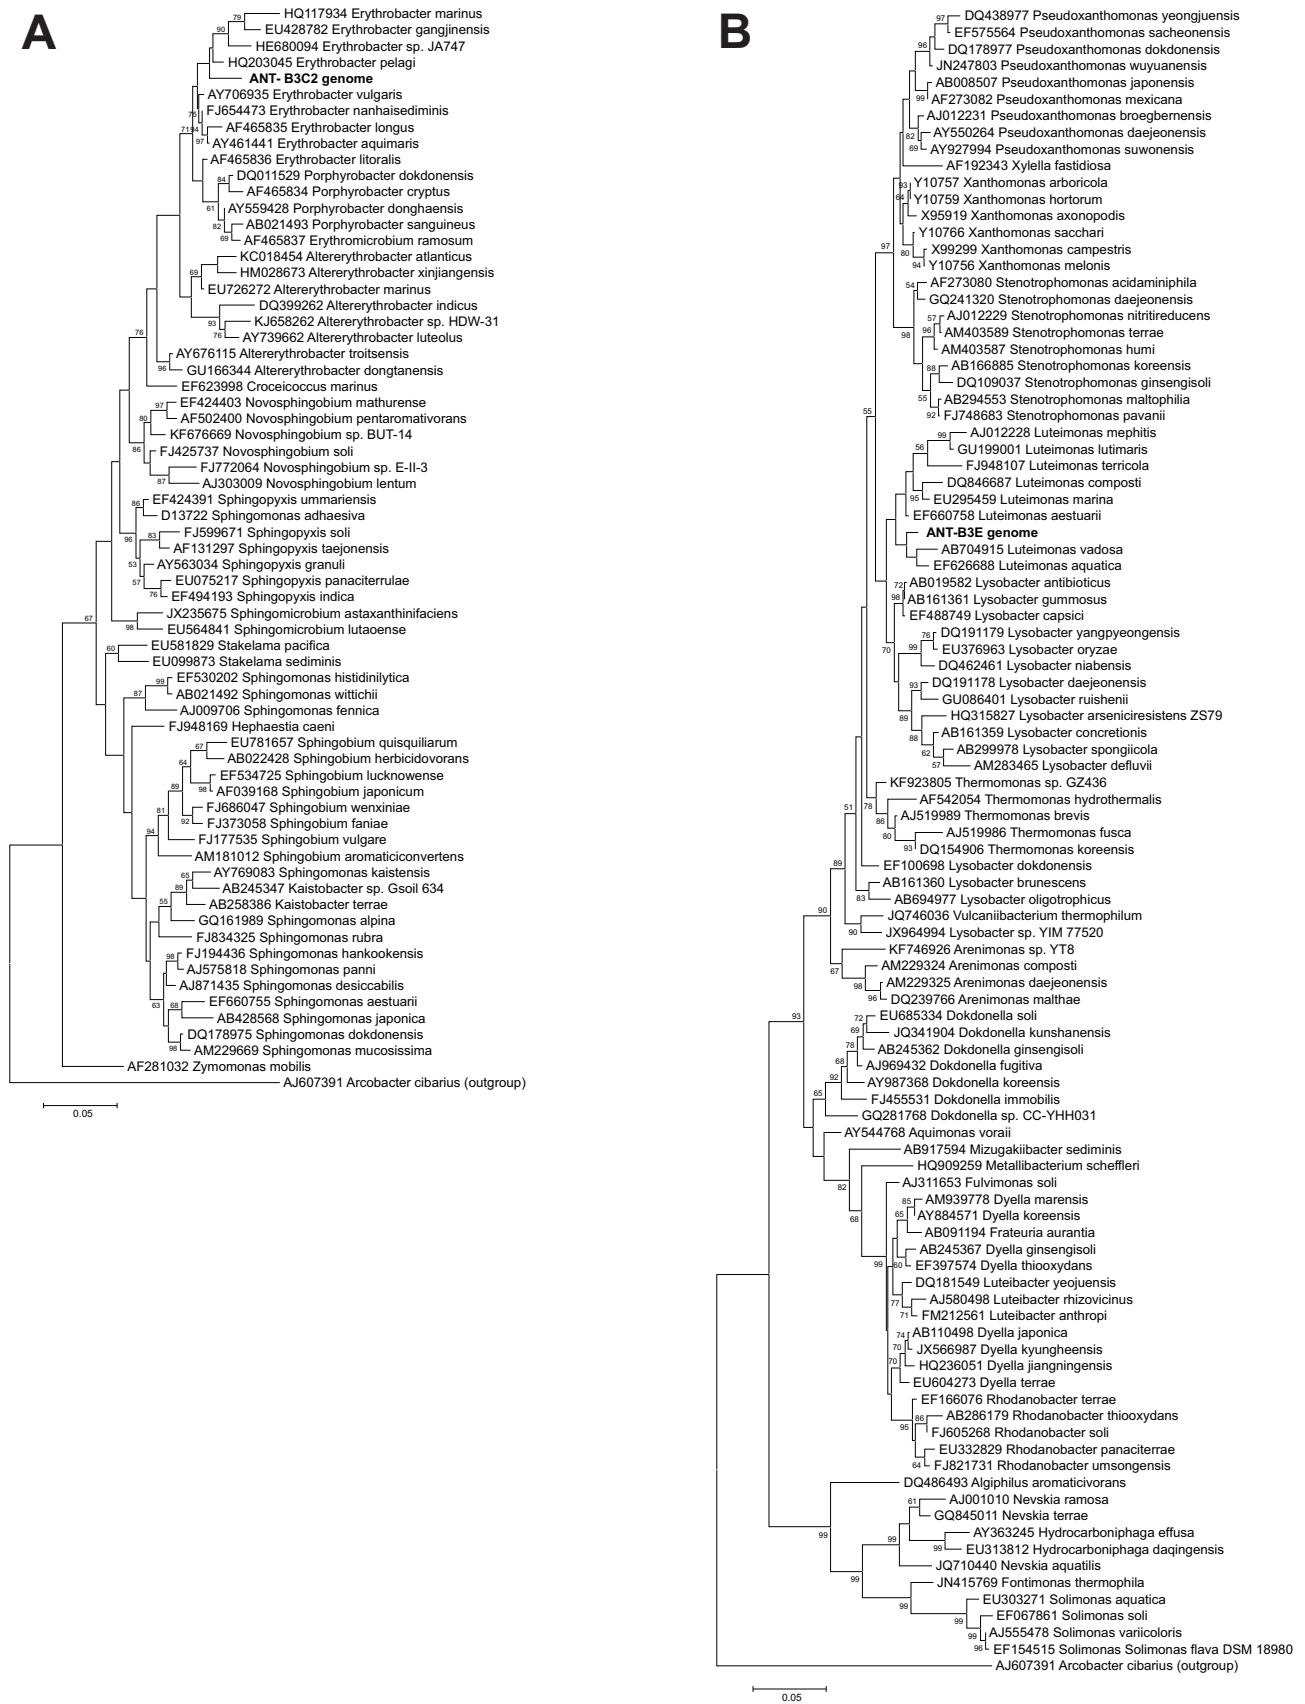 A
79
HQ117934 Erythrobacter marinus
90
EU428782 Erythrobacter gangjinensis
HE680094 Erythrobacter sp. JA747
HQ203045 Erythrobacter pelagi
ANT- B3C2 genome
AY706935 Erythrobacter vulgaris
75
FJ654473 Erythrobacter nanhaisediminis
7194
AF465835 Erythrobacter longus
97
AY461441 Erythrobacter aquimaris
AF465836 Erythrobacter litoralis
84
DQ011529 Porphyrobacter dokdonensis
AF465834 Porphyrobacter cryptus
61
AY559428 Porphyrobacter donghaensis
82
AB021493 Porphyrobacter sanguineus
69
AF465837 Erythromicrobium ramosum
KC018454 Altererythrobacter atlanticus
69
HM028673 Altererythrobacter xinjiangensis
EU726272 Altererythrobacter marinus
DQ399262 Altererythrobacter indicus
93
KJ658262 Altererythrobacter sp. HDW-31
76
AY739662 Altererythrobacter luteolus
76
AY676115 Altererythrobacter troitsensis
96
GU166344 Altererythrobacter dongtanensis
EF623998 Croceicoccus marinus
97
EF424403 Novosphingobium mathurense
80
AF502400 Novosphingobium pentaromativorans
KF676669 Novosphingobium sp. BUT-14
86
FJ425737 Novosphingobium soli
FJ772064 Novosphingobium sp. E-II-3
87
AJ303009 Novosphingobium lentum
86
EF424391 Sphingopyxis ummariensis
D13722 Sphingomonas adhaesiva
96
83
FJ599671 Sphingopyxis soli
AF131297 Sphingopyxis taejonensis
53
AY563034 Sphingopyxis granuli
57
EU075217 Sphingopyxis panaciterrulae
76
EF494193 Sphingopyxis indica
JX235675 Sphingomicrobium astaxanthinifaciens
67
98
EU564841 Sphingomicrobium lutaoense
60
EU581829 Stakelama pacifica
EU099873 Stakelama sediminis
99
EF530202 Sphingomonas histidinilytica
87
AB021492 Sphingomonas wittichii
AJ009706 Sphingomonas fennica
FJ948169 Hephaestia caeni
67
EU781657 Sphingobium quisquiliarum
64
AB022428 Sphingobium herbicidovorans
EF534725 Sphingobium lucknowense
89
98
AF039168 Sphingobium japonicum
81
FJ686047 Sphingobium wenxiniae
92
FJ373058 Sphingobium faniae
94
FJ177535 Sphingobium vulgare
AM181012 Sphingobium aromaticiconvertens
65
AY769083 Sphingomonas kaistensis
89
AB245347 Kaistobacter sp. Gsoil 634
55
AB258386 Kaistobacter terrae
GQ161989 Sphingomonas alpina
FJ834325 Sphingomonas rubra
98
FJ194436 Sphingomonas hankookensis
AJ575818 Sphingomonas panni
AJ871435 Sphingomonas desiccabilis
63
68
EF660755 Sphingomonas aestuarii
AB428568 Sphingomonas japonica
DQ178975 Sphingomonas dokdonensis
98
AM229669 Sphingomonas mucosissima
AF281032 Zymomonas mobilis
AJ607391 Arcobacter cibarius (outgroup)
0.05
B
97
DQ438977 Pseudoxanthomonas yeongjuensis
EF575564 Pseudoxanthomonas sacheonensis
96
DQ178977 Pseudoxanthomonas dokdonensis
JN247803 Pseudoxanthomonas wuyuanensis
AB008507 Pseudoxanthomonas japonensis
99
AF273082 Pseudoxanthomonas mexicana
AJ012231 Pseudoxanthomonas broegbernensis
82
AY550264 Pseudoxanthomonas daejeonensis
69
AY927994 Pseudoxanthomonas suwonensis
AF192343 Xylella fastidiosa
93
Y10757 Xanthomonas arboricola
64
Y10759 Xanthomonas hortorum
X95919 Xanthomonas axonopodis
Y10766 Xanthomonas sacchari
97
80
X99299 Xanthomonas campestris
94
Y10756 Xanthomonas melonis
54
AF273080 Stenotrophomonas acidaminiphila
GQ241320 Stenotrophomonas daejeonensis
57
AJ012229 Stenotrophomonas nitritireducens
98
96
AM403589 Stenotrophomonas terrae
AM403587 Stenotrophomonas humi
88
AB166885 Stenotrophomonas koreensis
DQ109037 Stenotrophomonas ginsengisoli
55
AB294553 Stenotrophomonas maltophilia
55
92
FJ748683 Stenotrophomonas pavanii
99
AJ012228 Luteimonas mephitis
56
GU199001 Luteimonas lutimaris
FJ948107 Luteimonas terricola
DQ846687 Luteimonas composti
95
EU295459 Luteimonas marina
EF660758 Luteimonas aestuarii
ANT-B3E genome
AB704915 Luteimonas vadosa
EF626688 Luteimonas aquatica
72
AB019582 Lysobacter antibioticus
98
AB161361 Lysobacter gummosus
EF488749 Lysobacter capsici
76
DQ191179 Lysobacter yangpyeongensis
70
99
EU376963 Lysobacter oryzae
DQ462461 Lysobacter niabensis
93
DQ191178 Lysobacter daejeonensis
GU086401 Lysobacter ruishenii
89
HQ315827 Lysobacter arseniciresistens ZS79
88
AB161359 Lysobacter concretionis
62
AB299978 Lysobacter spongiicola
57
AM283465 Lysobacter defluvii
KF923805 Thermomonas sp. GZ436
51
78
AF542054 Thermomonas hydrothermalis
86
AJ519989 Thermomonas brevis
80
AJ519986 Thermomonas fusca
93
DQ154906 Thermomonas koreensis
89
EF100698 Lysobacter dokdonensis
AB161360 Lysobacter brunescens
83
AB694977 Lysobacter oligotrophicus
90
JQ746036 Vulcaniibacterium thermophilum
90
JX964994 Lysobacter sp. YIM 77520
KF746926 Arenimonas sp. YT8
67
AM229324 Arenimonas composti
98
AM229325 Arenimonas daejeonensis
96
DQ239766 Arenimonas malthae
93
72
EU685334 Dokdonella soli
69
JQ341904 Dokdonella kunshanensis
78
AB245362 Dokdonella ginsengisoli
68
AJ969432 Dokdonella fugitiva
92
AY987368 Dokdonella koreensis
65
FJ455531 Dokdonella immobilis
GQ281768 Dokdonella sp. CC-YHH031
AY544768 Aquimonas voraii
AB917594 Mizugakiibacter sediminis
HQ909259 Metallibacterium scheffleri
82
AJ311653 Fulvimonas soli
85
AM939778 Dyella marensis
68
65
AY884571 Dyella koreensis
AB091194 Frateuria aurantia
AB245367 Dyella ginsengisoli
99
60
EF397574 Dyella thiooxydans
DQ181549 Luteibacter yeojuensis
77
AJ580498 Luteibacter rhizovicinus
71
FM212561 Luteibacter anthropi
74
AB110498 Dyella japonica
70
JX566987 Dyella kyungheensis
70
HQ236051 Dyella jiangningensis
EU604273 Dyella terrae
EF166076 Rhodanobacter terrae
86
AB286179 Rhodanobacter thiooxydans
95
FJ605268 Rhodanobacter soli
EU332829 Rhodanobacter panaciterrae
64
FJ821731 Rhodanobacter umsongensis
DQ486493 Algiphilus aromaticivorans
61
AJ001010 Nevskia ramosa
GQ845011 Nevskia terrae
99
99
AY363245 Hydrocarboniphaga effusa
99
EU313812 Hydrocarboniphaga daqingensis
JQ710440 Nevskia aquatilis
99
JN415769 Fontimonas thermophila
99
EU303271 Solimonas aquatica
99
EF067861 Solimonas soli
99
AJ555478 Solimonas variicoloris
96
EF154515 Solimonas Solimonas flava DSM 18980
AJ607391 Arcobacter cibarius (outgroup)
0.05